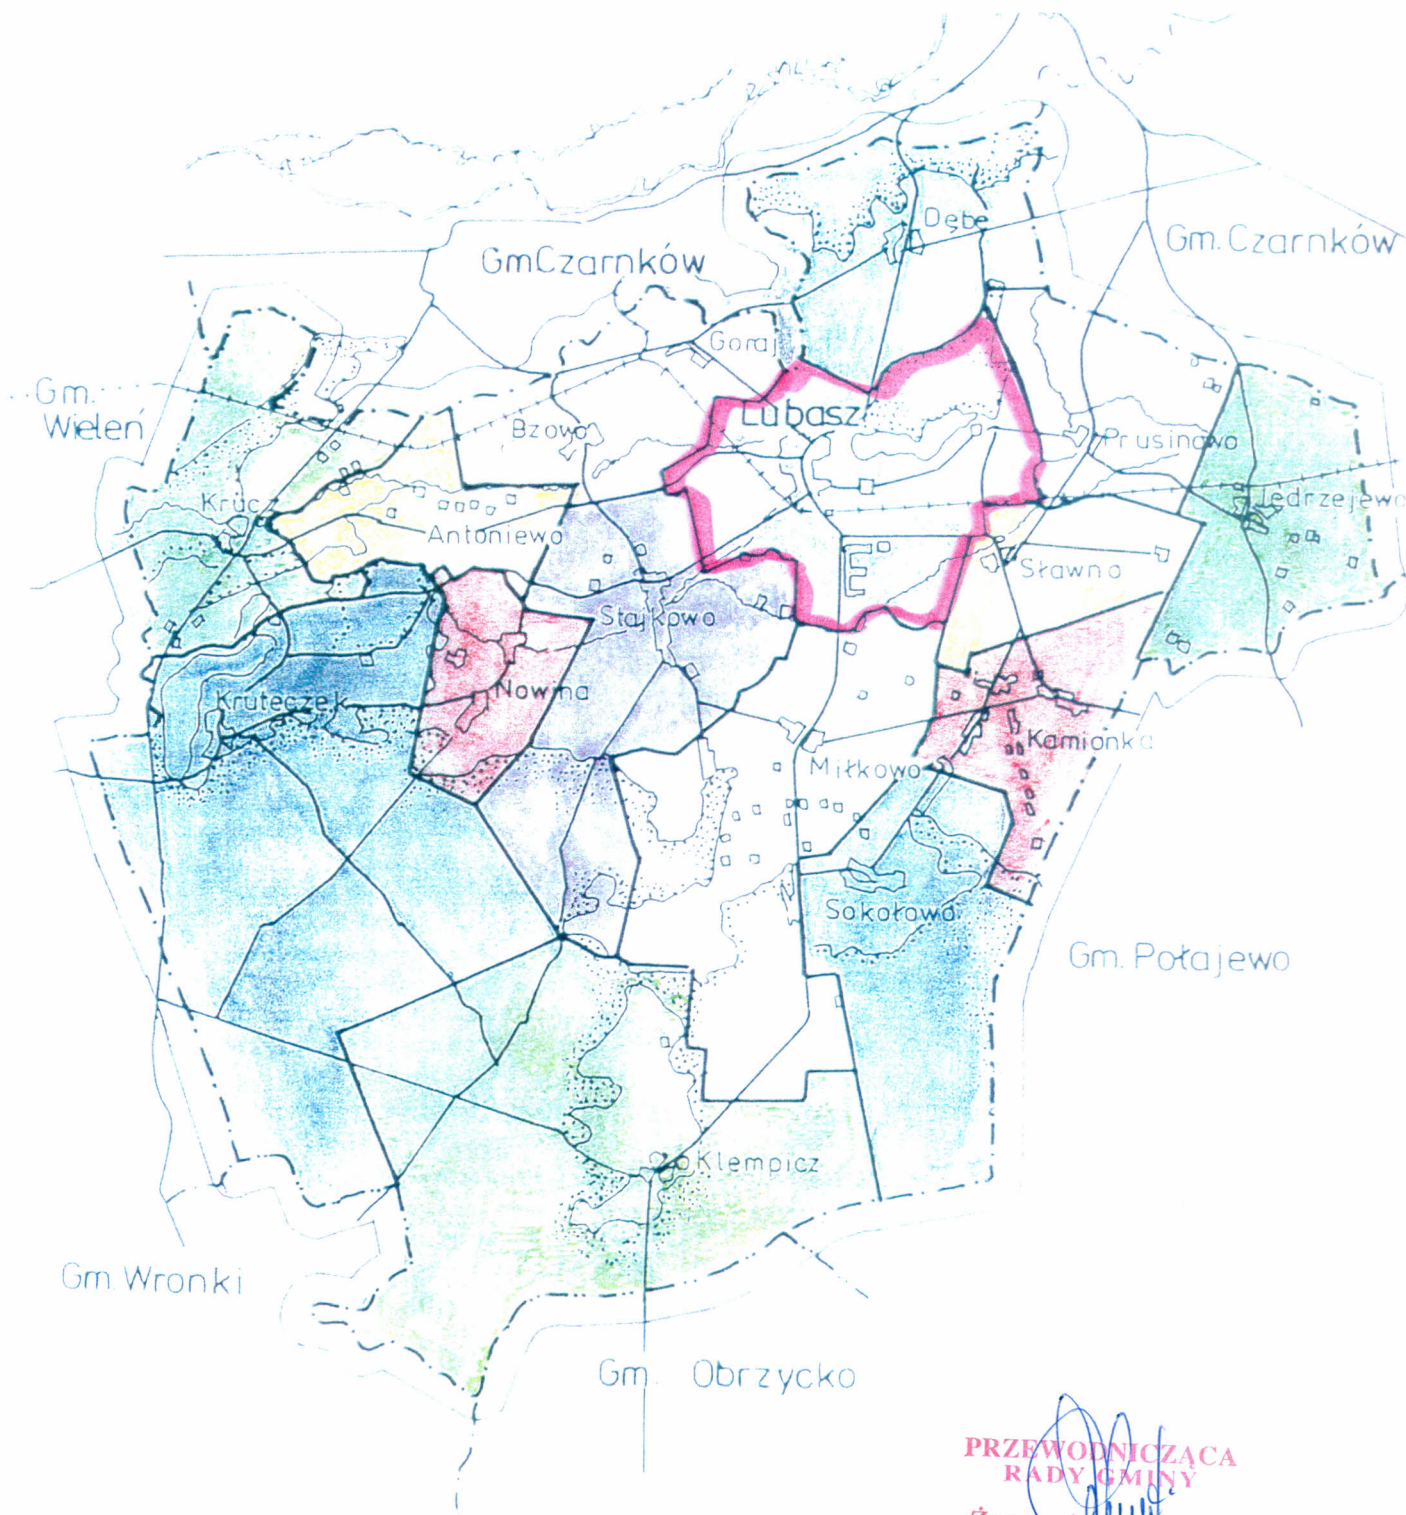 Dębe
Gm. Czarnków
Gm Czarnków
Goraj
Gm.
Wieleń
Lubasz
Bzowo
Prusinowo
Kruc
Jędrzejewo
Antoniewo
Sławno
Stajkowo
Kruteczek
Nowina
Kamionka
Miłkowo
Sokołowo
Gm. Połajewo
Klempicz
Gm. Wronki
Gm. Obrzycko
PRZEWODNICZĄCA
RADY GMINY